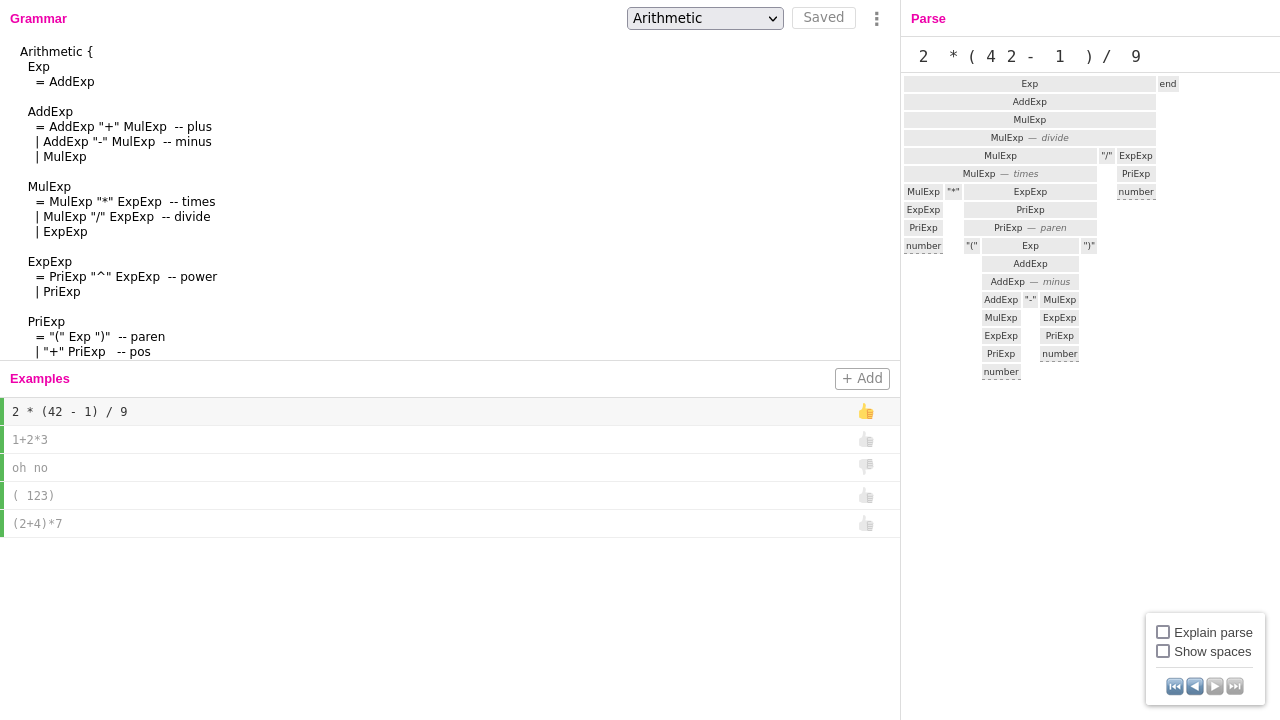 Grammar
Arithmetic
Saved
Arithmetic {
Exp
= AddExp
AddExp
= AddExp "+" MulExp -- plus
| AddExp "-" MulExp -- minus
| MulExp
MulExp
= MulExp "*" ExpExp -- times
| MulExp "/" ExpExp -- divide
| ExpExp
ExpExp
= PriExp "^" ExpExp -- power
| PriExp
PriExp
= "(" Exp ")" -- paren
| "+" PriExp -- pos
Examples
+ Add
2 * (42 - 1) / 9
1+2*3
oh no
( 123)
(2+4)*7
Parse
2 * ( 4 2 - 1 ) / 9
Exp end
AddExp
MulExp
MulExp — divide
MulExp "/" ExpExp
MulExp — times PriExp
MulExp "*" ExpExp number
ExpExp PriExp
PriExp PriExp — paren
number "(" Exp ")"
AddExp
AddExp — minus
AddExp "-" MulExp
MulExp ExpExp
ExpExp PriExp
PriExp number
number
Explain parse
Show spaces